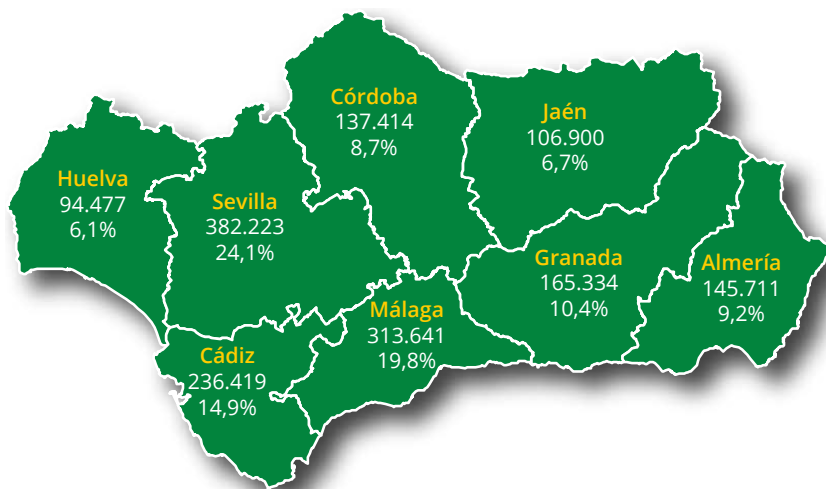 Córdoba
137.414
8,7%
Jaén
106.900
6,7%
Huelva
94.477
6,1%
Sevilla
382.223
24,1%
Granada
165.334
10,4%
Almería
145.711
9,2%
Málaga
313.641
19,8%
Cádiz
236.419
14,9%